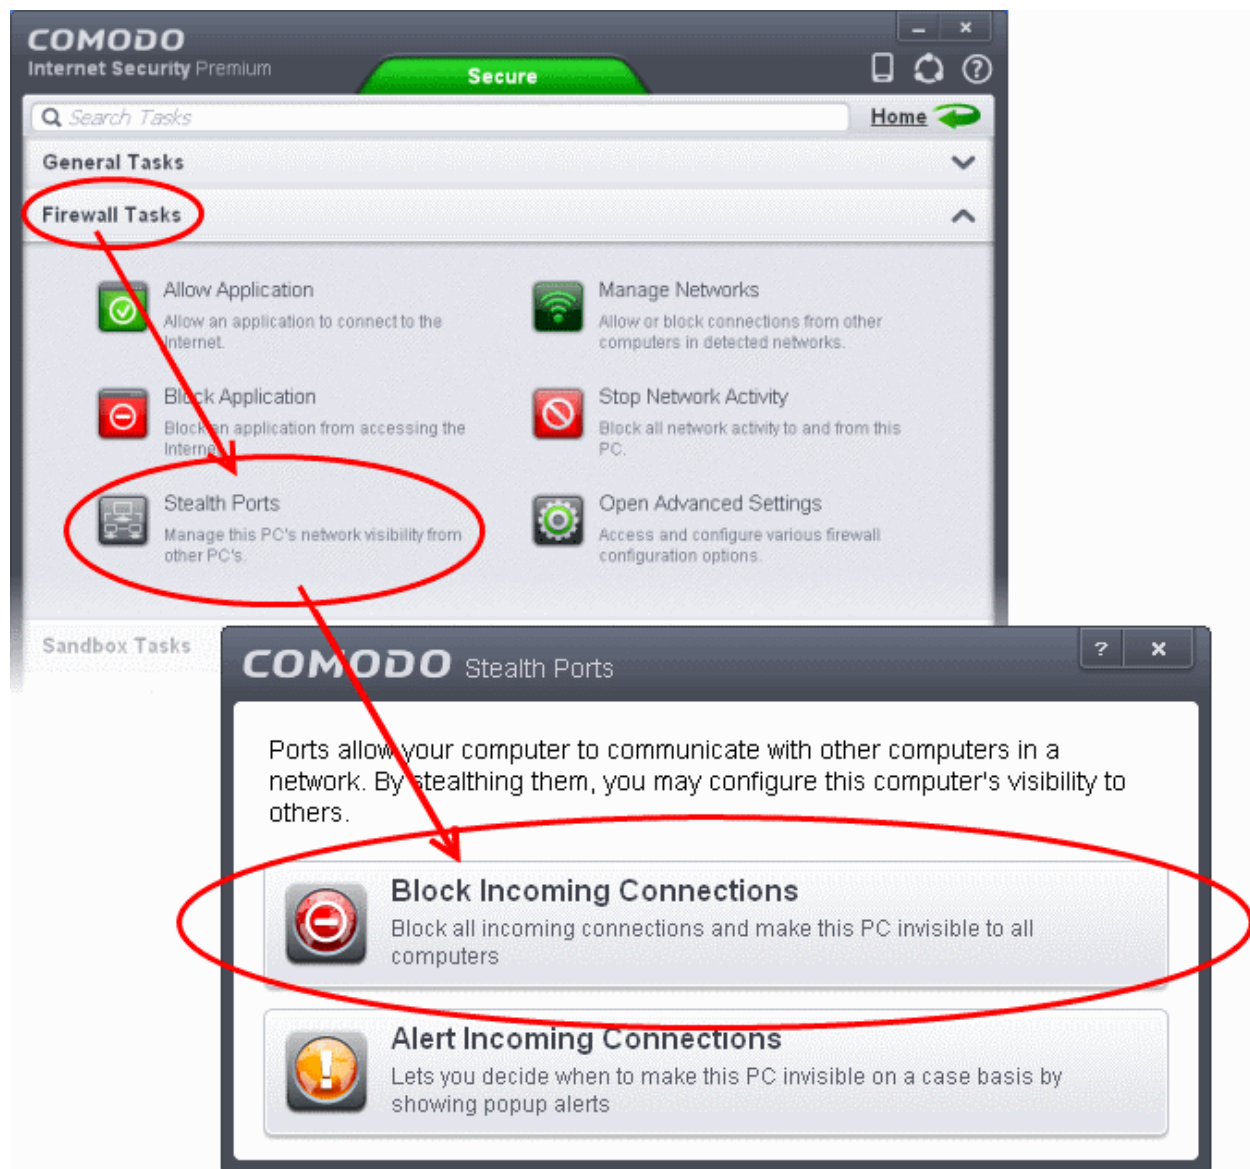 COMODO
Internet Security Premium
Secure
Search Tasks
Home
General Tasks
Firewall Tasks
Allow Application
Allow an application to connect to the
Internet.
Manage Networks
Allow or block connections from other
computers in detected networks.
Block Application
Block an application from accessing the
Internet.
Stop Network Activity
Block all network activity to and from this
PC.
Stealth Ports
Manage this PC's network visibility from
other PC's.
Open Advanced Settings
Access and configure various firewall
configuration options.
Sandbox Tasks
COMODO Stealth Ports
Ports allow your computer to communicate with other computers in a
network. By stealthing them, you may configure this computer's visibility to
others.
Block Incoming Connections
Block all incoming connections and make this PC invisible to all
computers
Alert Incoming Connections
Lets you decide when to make this PC invisible on a case basis by
showing popup alerts